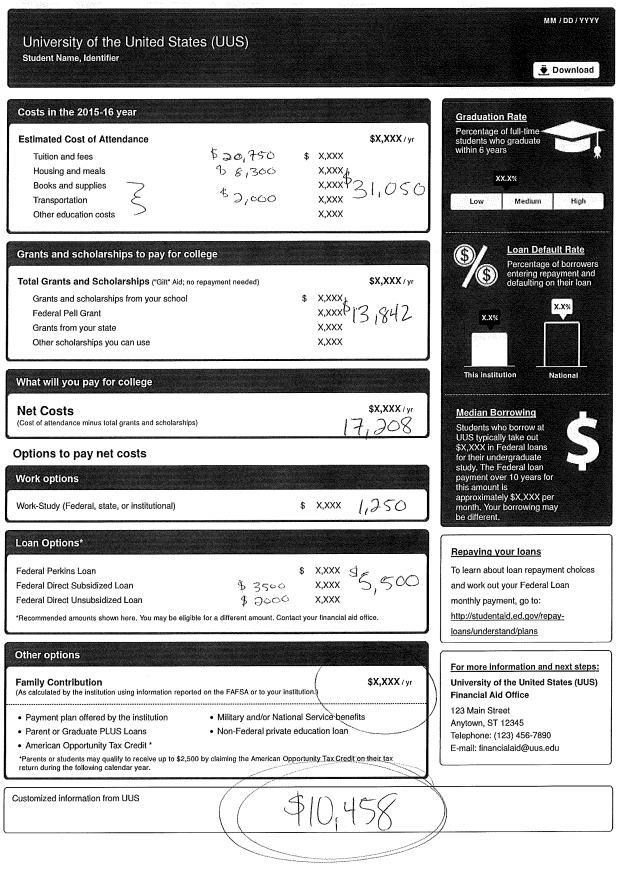 MM / DD / YYYY
University of the United States (UUS)
Student Name, Identifier
Download
Costs in the 2015-16 year
Estimated Cost of Attendance $X,XXX / yr
Tuition and fees $20,750 $ X,XXX
Housing and meals $ 8,300 X,XXX
Books and supplies X,XXX $31,050
Transportation $2,000 X,XXX
Other education costs X,XXX
Grants and scholarships to pay for college
Total Grants and Scholarships ("Gift" Aid; no repayment needed) $X,XXX / yr
Grants and scholarships from your school $ X,XXX
Federal Pell Grant X,XXX $13,842
Grants from your state X,XXX
Other scholarships you can use X,XXX
What will you pay for college
Net Costs $X,XXX / yr
(Cost of attendance minus total grants and scholarships) 17,208
Options to pay net costs
Work options
Work-Study (Federal, state, or institutional) $ X,XXX 1,250
Loan Options*
Federal Perkins Loan $ X,XXX $5,500
Federal Direct Subsidized Loan $ 3500 X,XXX
Federal Direct Unsubsidized Loan $ 2000 X,XXX
*Recommended amounts shown here. You may be eligible for a different amount. Contact your financial aid office.
Other options
Family Contribution $X,XXX / yr
(As calculated by the institution using information reported on the FAFSA or to your institution.)
• Payment plan offered by the institution
• Parent or Graduate PLUS Loans
• American Opportunity Tax Credit *
• Military and/or National Service benefits
• Non-Federal private education loan
*Parents or students may qualify to receive up to $2,500 by claiming the American Opportunity Tax Credit on their tax
return during the following calendar year.
Customized information from UUS
$10,458
Graduation Rate
Percentage of full-time
students who graduate
within 6 years
XX.X%
Low Medium High
Loan Default Rate
Percentage of borrowers
entering repayment and
defaulting on their loan
X.X% X.X%
This institution National
Median Borrowing
Students who borrow at
UUS typically take out
$X,XXX in Federal loans
for their undergraduate
study. The Federal loan
payment over 10 years for
this amount is
approximately $X,XXX per
month. Your borrowing may
be different.
Repaying your loans
To learn about loan repayment choices
and work out your Federal Loan
monthly payment, go to:
http://studentaid.ed.gov/repay-
loans/understand/plans
For more information and next steps:
University of the United States (UUS)
Financial Aid Office
123 Main Street
Anytown, ST 12345
Telephone: (123) 456-7890
E-mail: financialaid@uus.edu